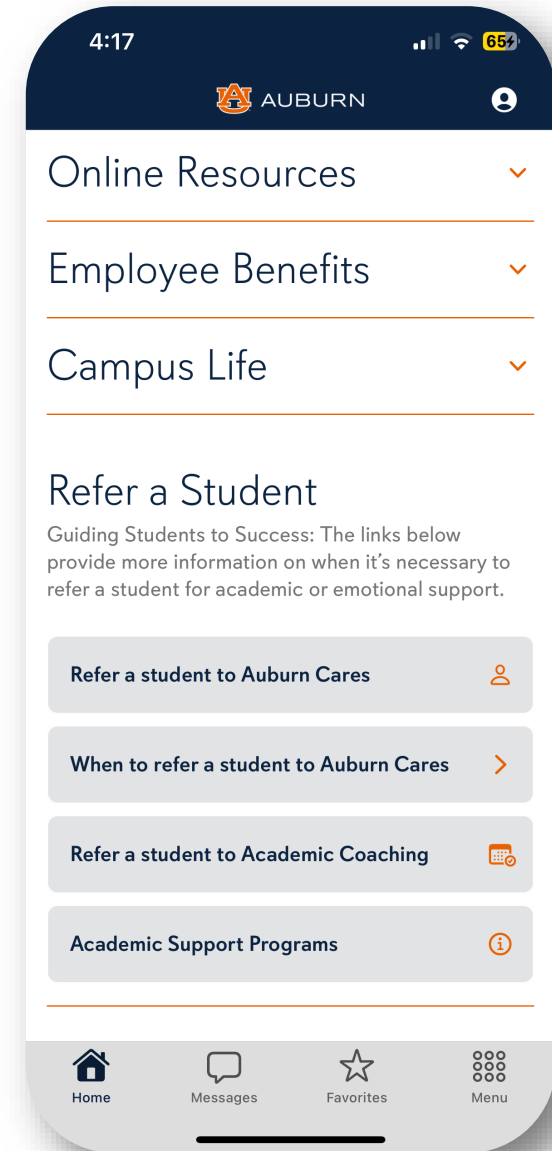 4:17
65
AUBURN
Online Resources
Employee Benefits
Campus Life
Refer a Student
Guiding Students to Success: The links below
provide more information on when it's necessary to
refer a student for academic or emotional support.
Refer a student to Auburn Cares
When to refer a student to Auburn Cares
Refer a student to Academic Coaching
Academic Support Programs
Home
Messages
Favorites
Menu